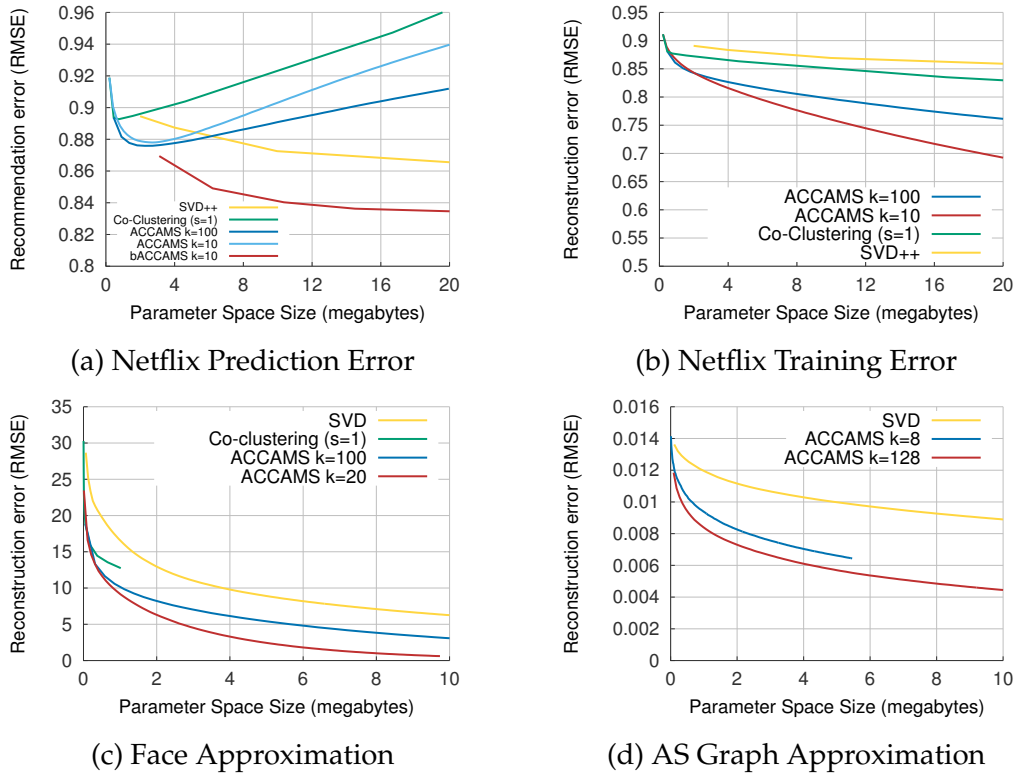 Recommendation error (RMSE)
0.96
0.92
0.9
0.88
0.86
0.84
0.82
0.8
0 4 8 12 16 20
SVD++
Co-Clustering (s=1)
ACCAMS k=100
ACCAMS k=10
bACCAMS k=10
Parameter Space Size (megabytes)
(a) Netflix Prediction Error
Reconstruction error (RMSE)
0.95
0.9
0.85
0.8
0.75
0.7
0.65
0.6
0.55
0.5
0 4 8 12 16 20
ACCAMS k=100
ACCAMS k=10
Co-Clustering (s=1)
SVD++
Parameter Space Size (megabytes)
(b) Netflix Training Error
Reconstruction error (RMSE)
35
30
25
20
15
10
5
0
0 2 4 6 8 10
SVD
Co-clustering (s=1)
ACCAMS k=100
ACCAMS k=20
Parameter Space Size (megabytes)
(c) Face Approximation
Reconstruction error (RMSE)
0.016
0.014
0.012
0.01
0.008
0.006
0.004
0.002
0
0 2 4 6 8 10
SVD
ACCAMS k=8
ACCAMS k=128
Parameter Space Size (megabytes)
(d) AS Graph Approximation